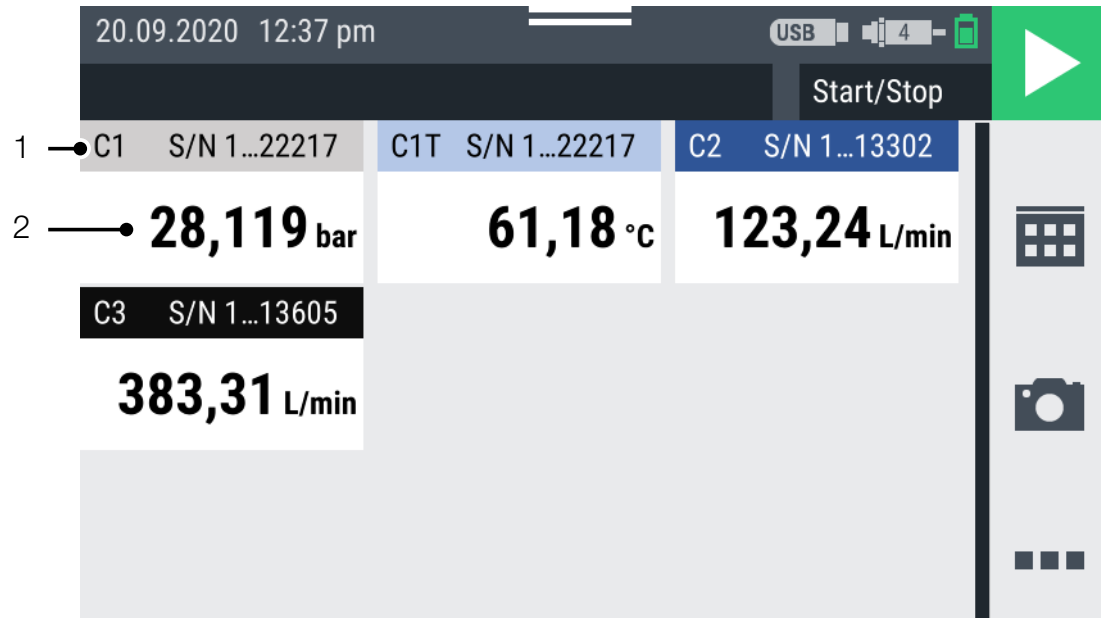 20.09.2020 12:37 pm USB 4
Start/Stop
1 C1 S/N 1...22217 C1T S/N 1...22217 C2 S/N 1...13302
2 28,119 bar 61,18 °C 123,24 L/min
C3 S/N 1...13605
383,31 L/min